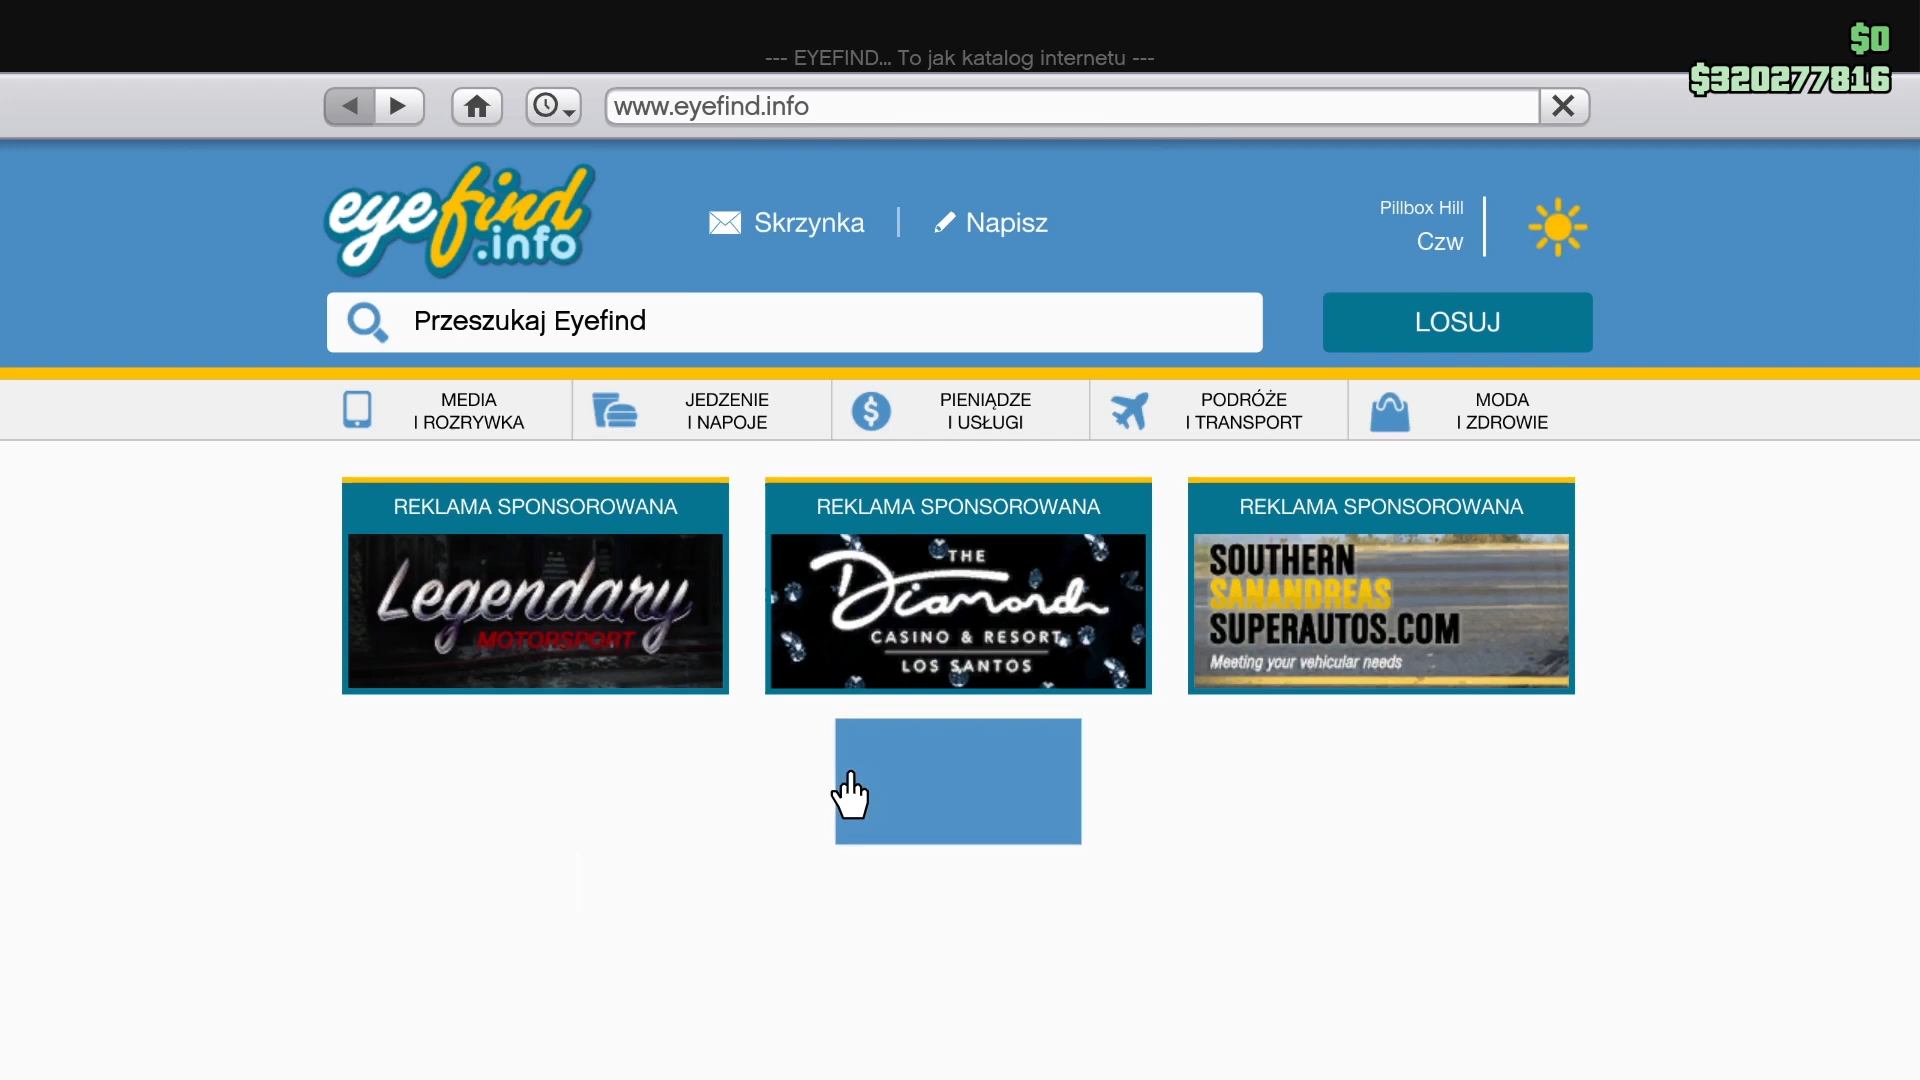 $0
--- EYEFIND... To jak katalog internetu ---
$320277816
www.eyefind.info
eyefind.info
Skrzynka
Napisz
Pillbox Hill
Czw
Przeszukaj Eyefind
LOSUJ
MEDIA
I ROZRYWKA
JEDZENIE
I NAPOJE
PIENIĄDZE
I USŁUGI
PODRÓŻE
I TRANSPORT
MODA
I ZDROWIE
REKLAMA SPONSOROWANA
Legendary
MOTORSPORT
REKLAMA SPONSOROWANA
THE
Diamond
CASINO & RESORT
LOS SANTOS
REKLAMA SPONSOROWANA
SOUTHERN
SANANDREAS
SUPERAUTOS.COM
Meeting your vehicular needs